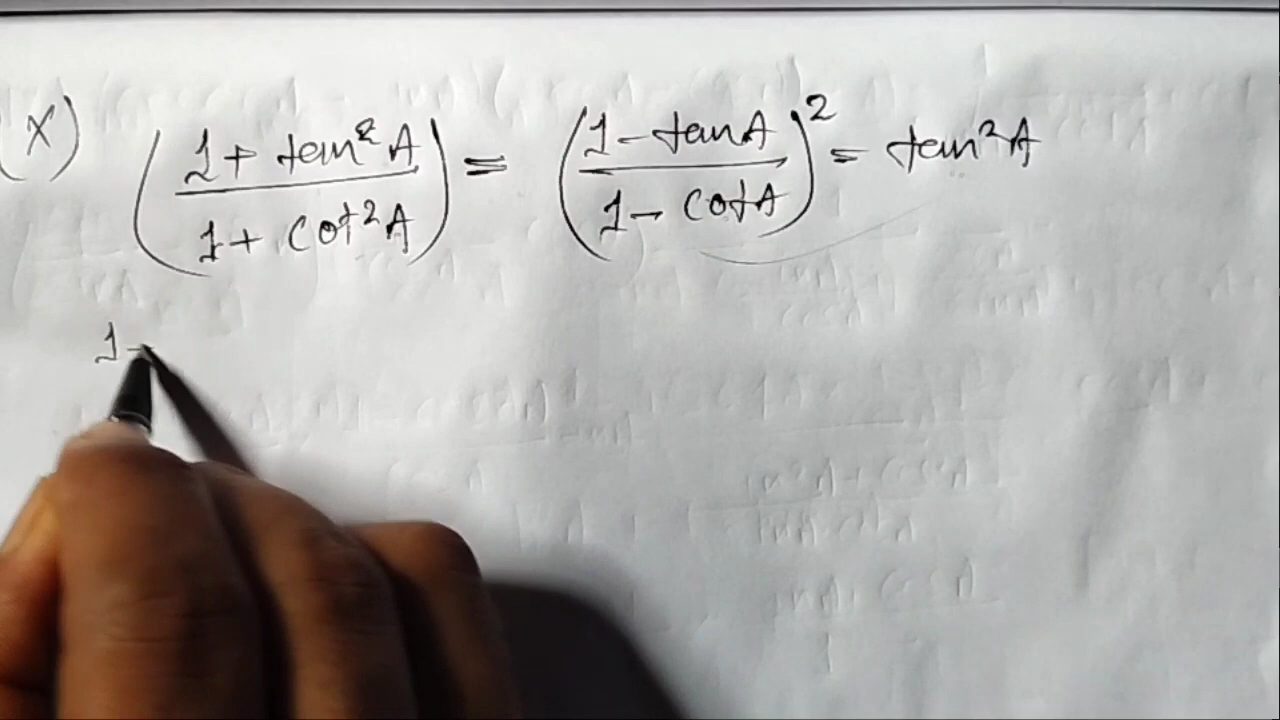 (X) (1 + tan²A / 1 + cot²A) = (1 - tanA / 1 - cotA)² = tan²A
1 -